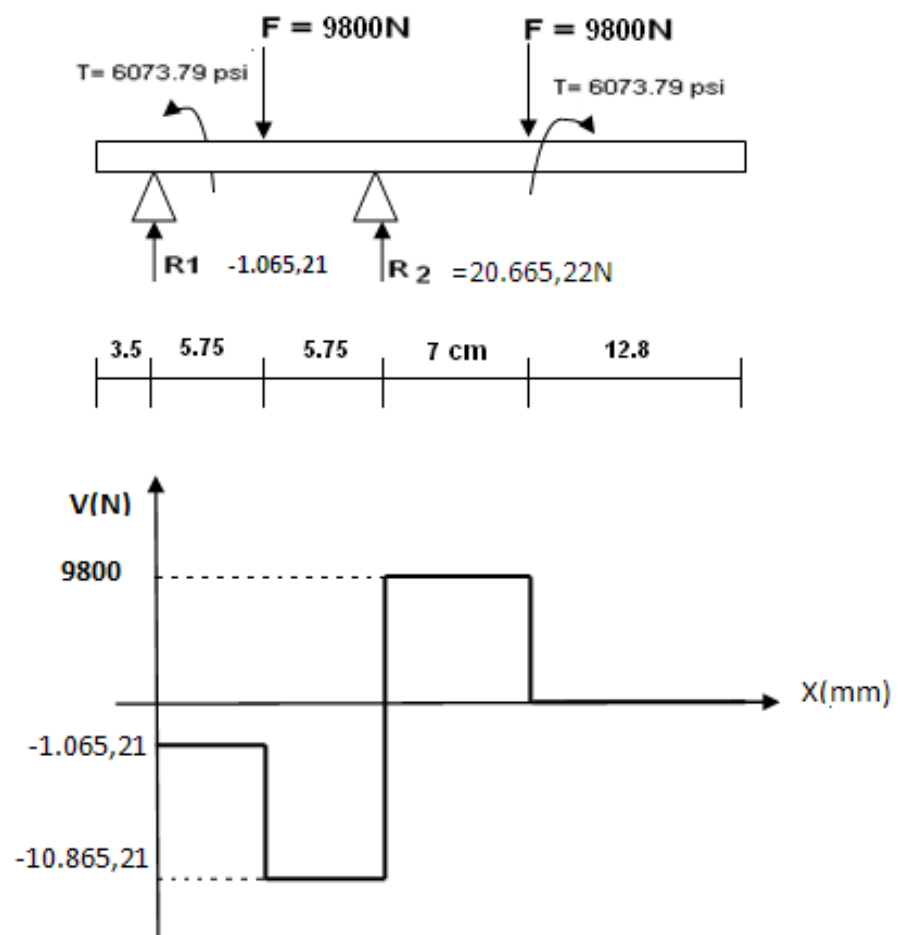 F = 9800N F = 9800N
T= 6073.79 psi T= 6073.79 psi
R1 -1.065,21 R 2 =20.665,22N
3.5 5.75 5.75 7 cm 12.8
V(N)
9800
X(mm)
-1.065,21
-10.865,21